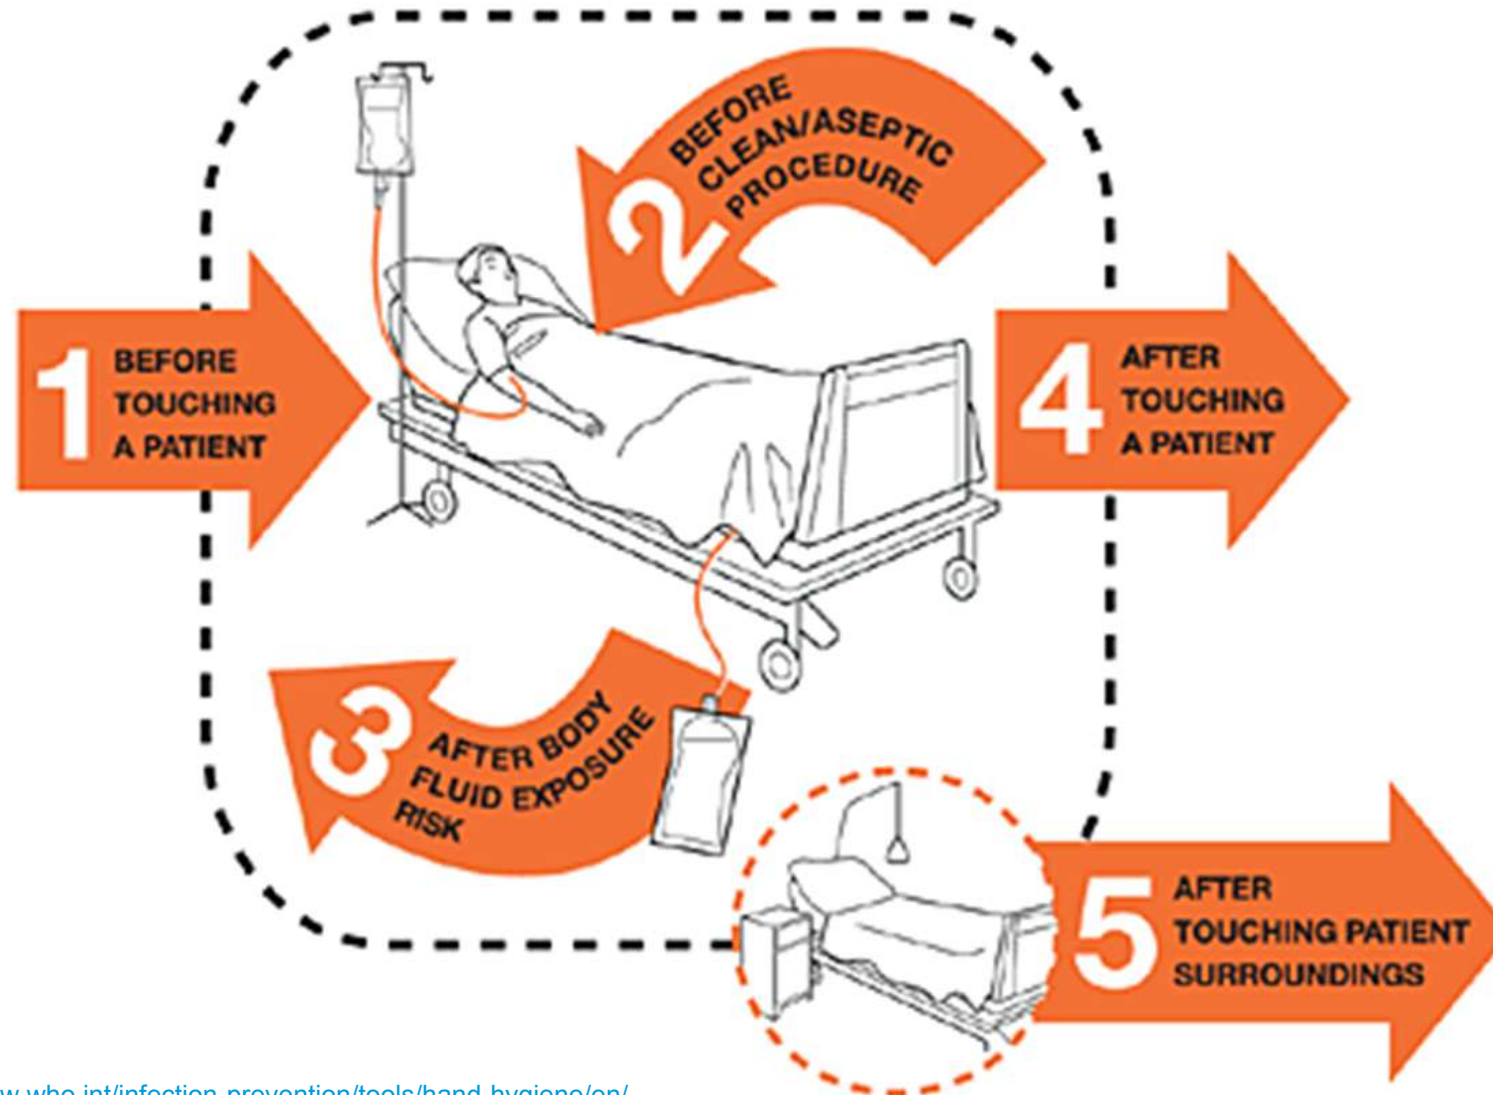 1
BEFORE
TOUCHING
A PATIENT
2
BEFORE
CLEAN/ASEPTIC
PROCEDURE
3
AFTER BODY
FLUID EXPOSURE
RISK
4
AFTER
TOUCHING
A PATIENT
5
AFTER
TOUCHING PATIENT
SURROUNDINGS
w.who.int/infection-prevention/tools/hand-hygiene/en/